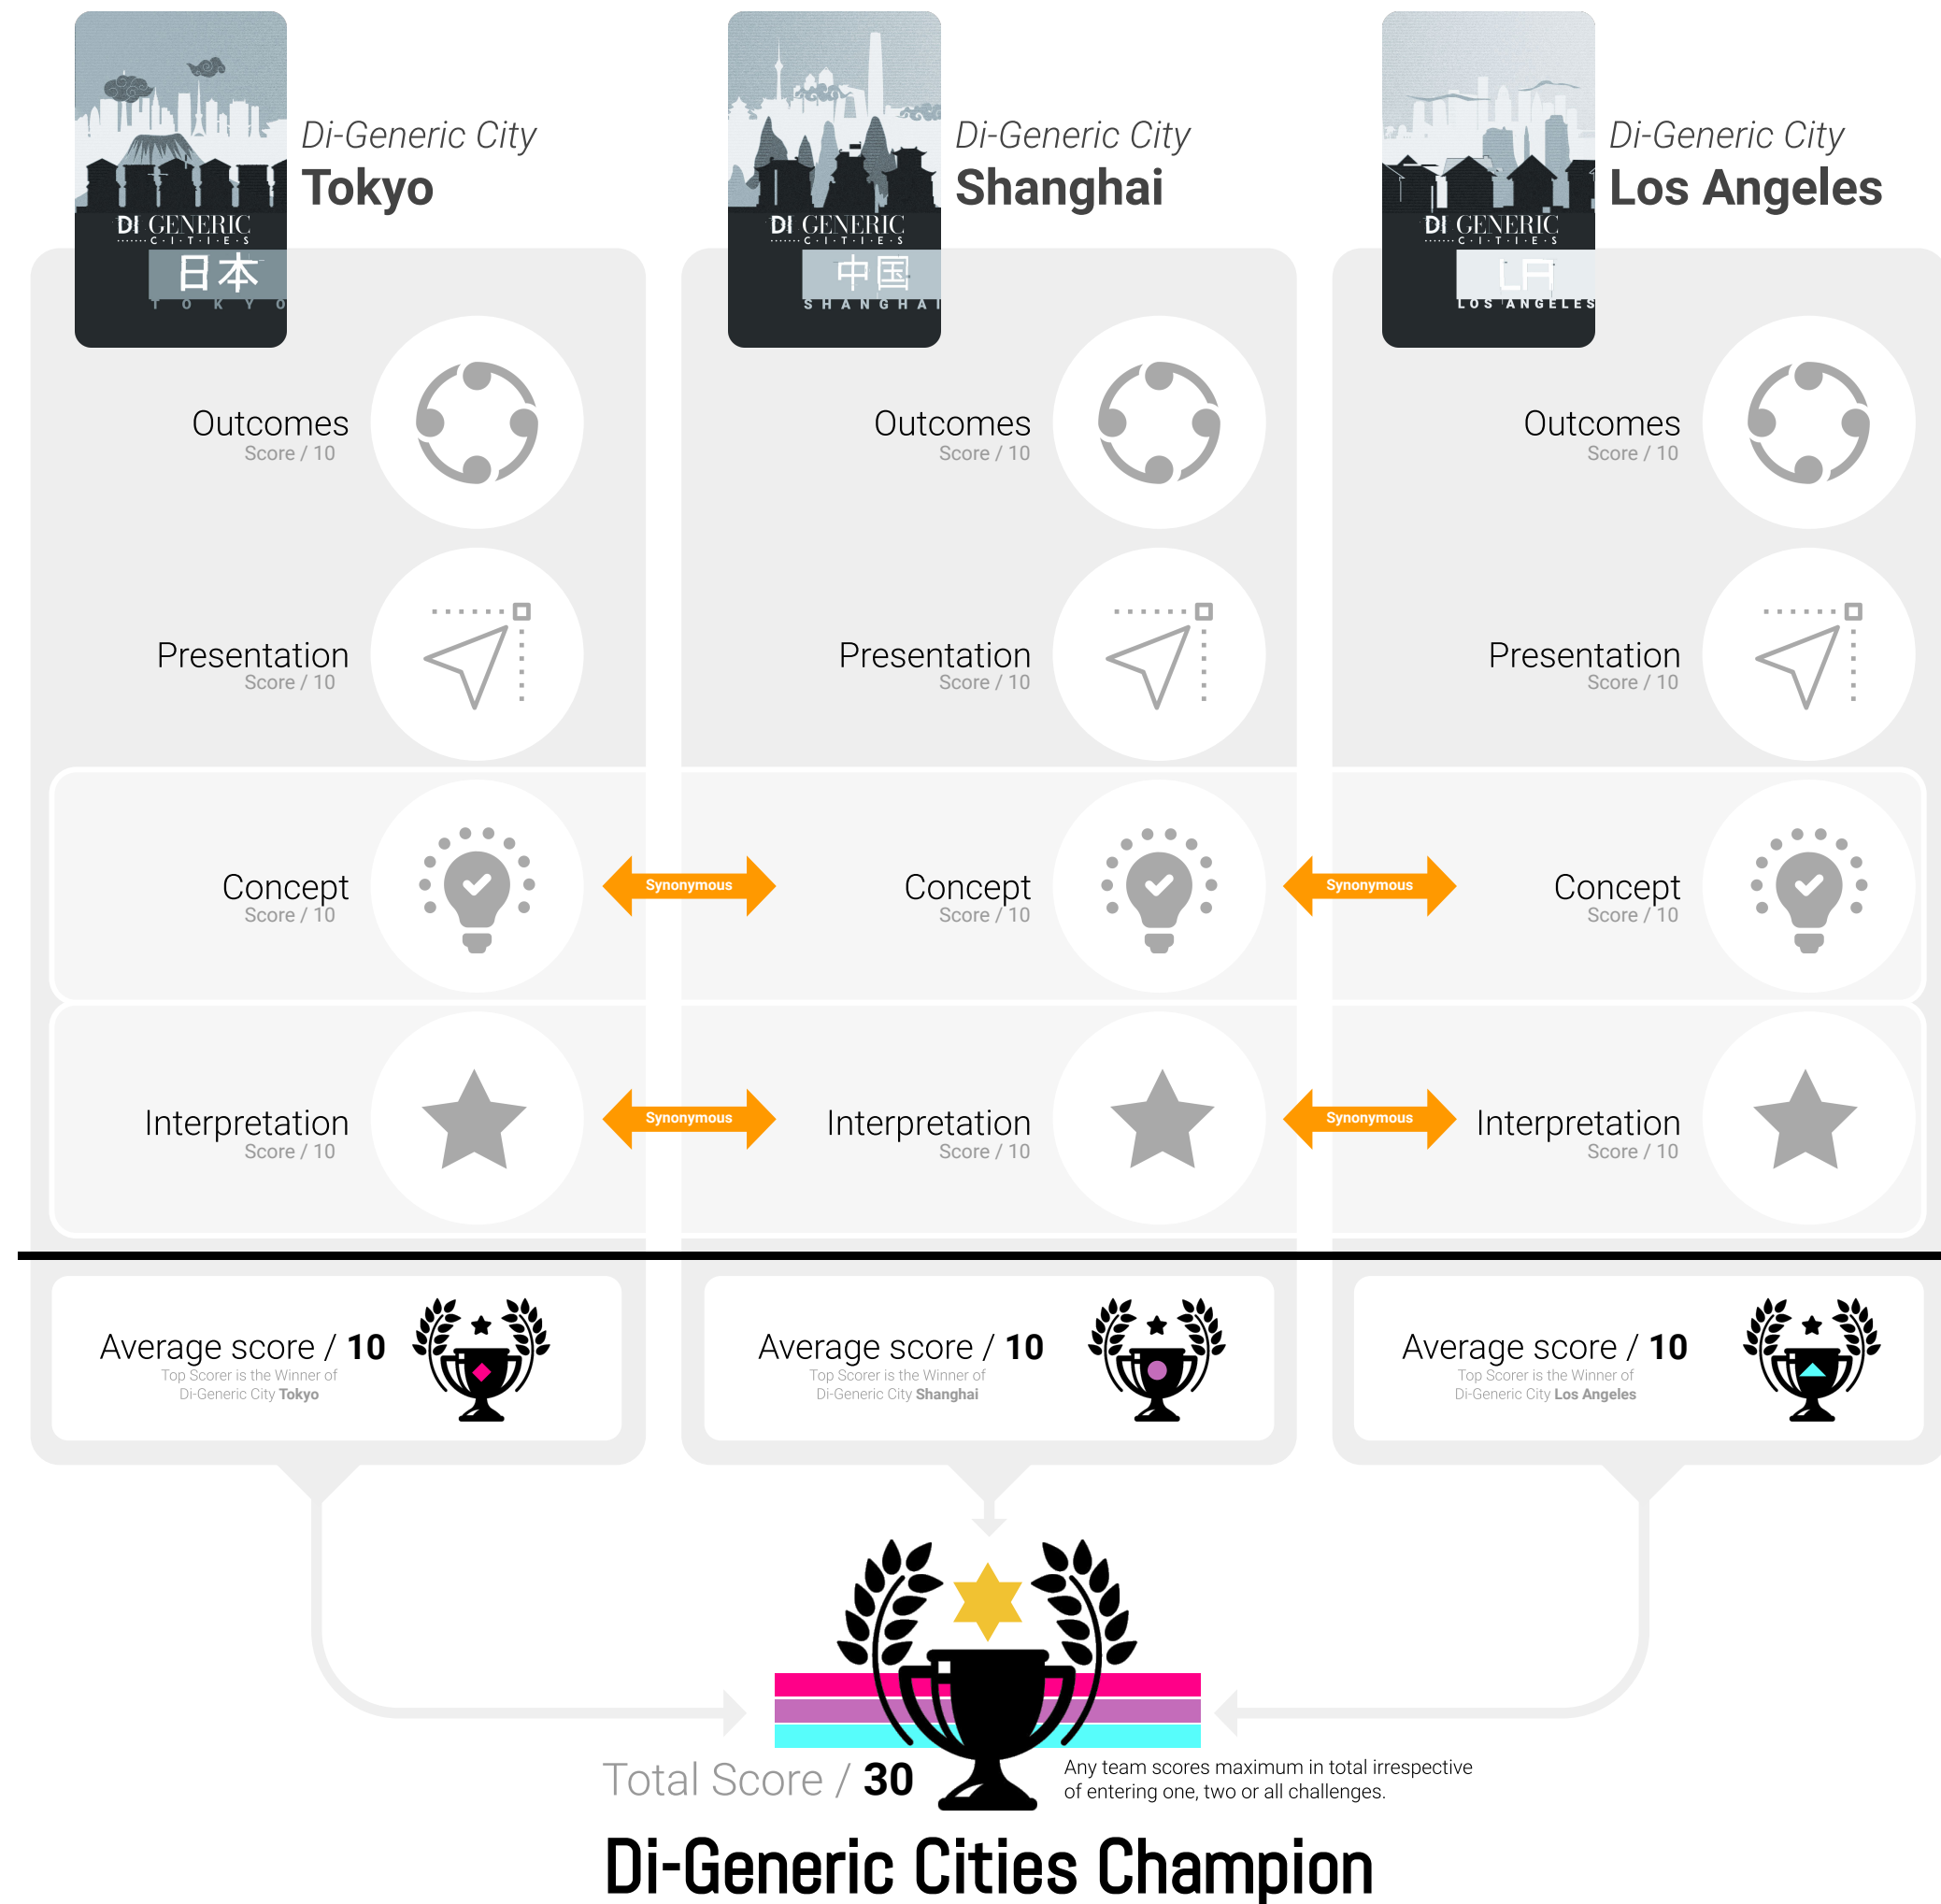 Di-Generic City
Tokyo
DI GENERIC
C·I·T·I·E·S
日本
TOKYO
Di-Generic City
Shanghai
DI GENERIC
C·I·T·I·E·S
中国
SHANGHAI
Di-Generic City
Los Angeles
DI GENERIC
C·I·T·I·E·S
LA
LOS ANGELES
Outcomes
Score / 10
Outcomes
Score / 10
Outcomes
Score / 10
Presentation
Score / 10
Presentation
Score / 10
Presentation
Score / 10
Concept
Score / 10
Synonymous
Concept
Score / 10
Synonymous
Concept
Score / 10
Interpretation
Score / 10
Synonymous
Interpretation
Score / 10
Synonymous
Interpretation
Score / 10
Average score / 10
Top Scorer is the Winner of
Di-Generic City Tokyo
Average score / 10
Top Scorer is the Winner of
Di-Generic City Shanghai
Average score / 10
Top Scorer is the Winner of
Di-Generic City Los Angeles
Total Score / 30
Any team scores maximum in total irrespective
of entering one, two or all challenges.
Di-Generic Cities Champion